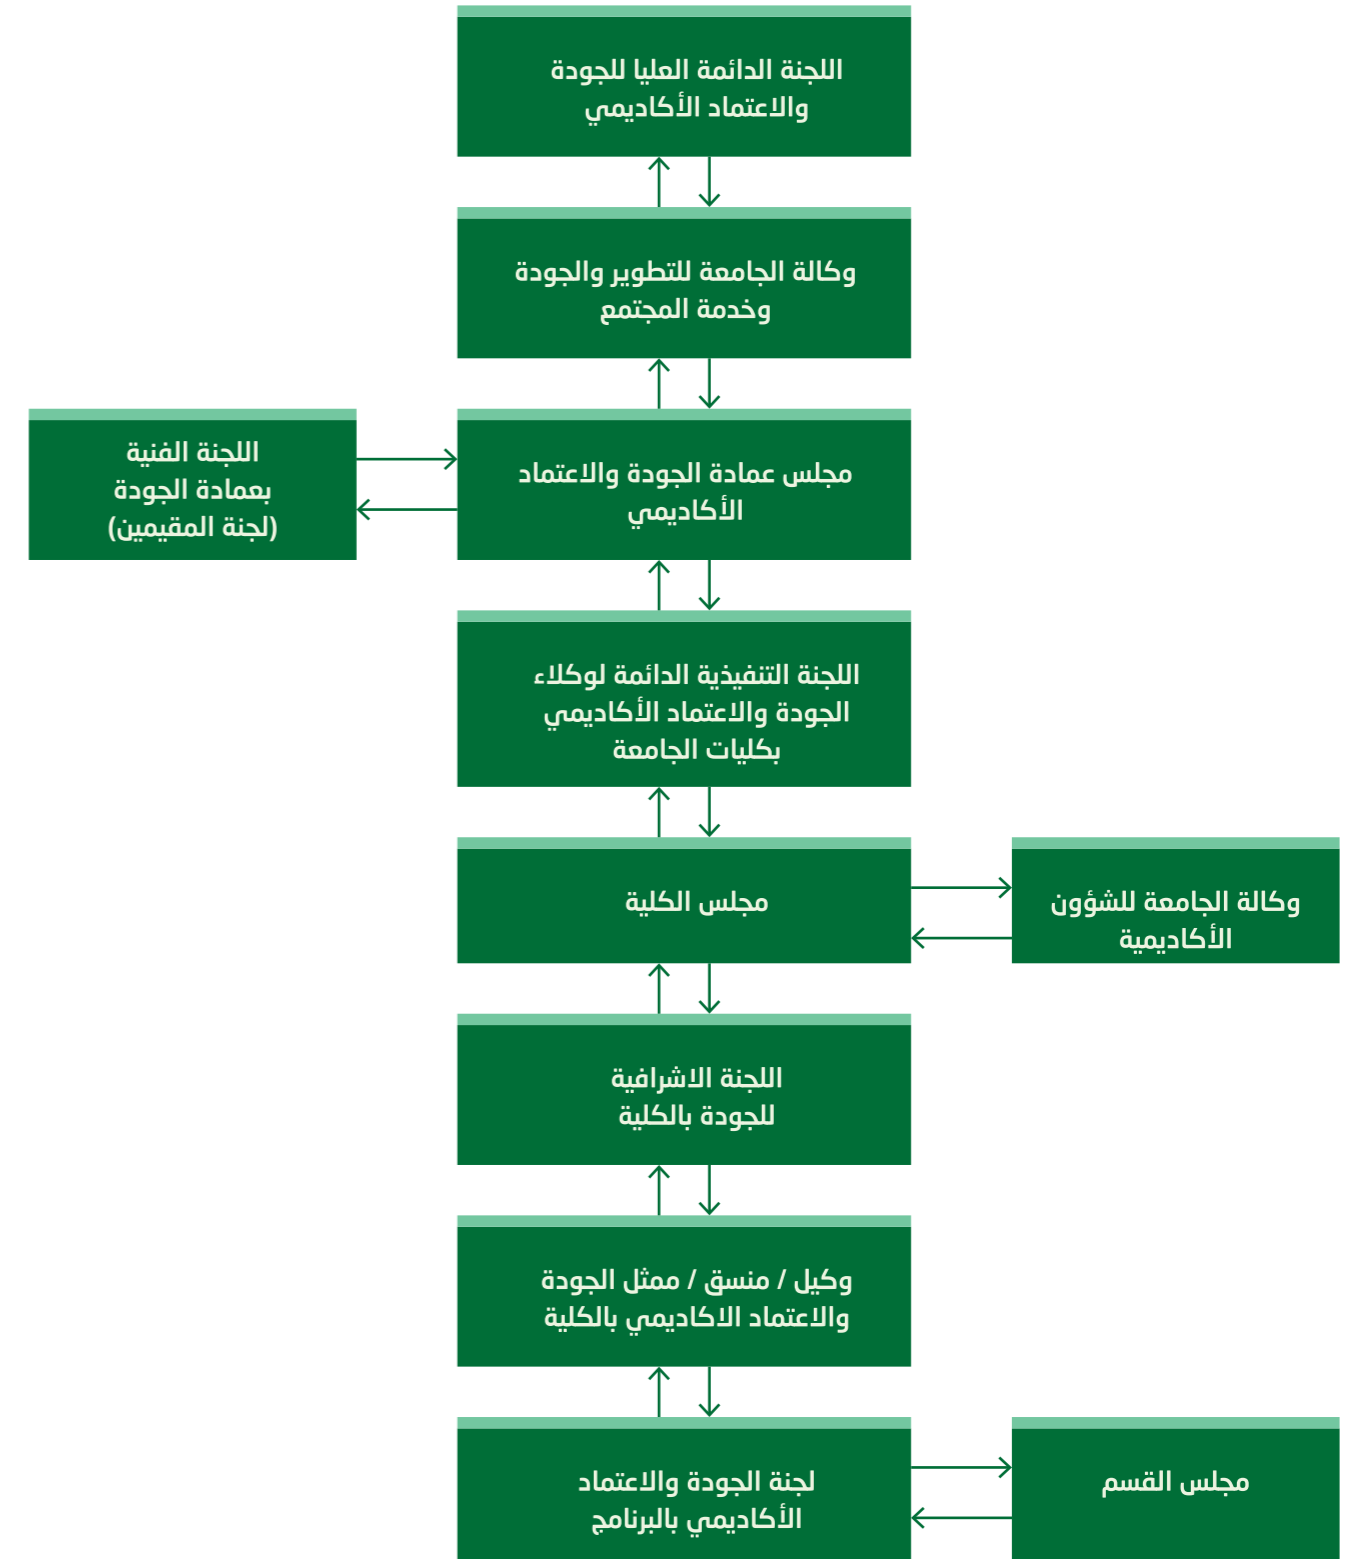 اللجنة الدائمة العليا للجودة
والاعتماد الأكاديمي
وكالة الجامعة للتطوير والجودة
وخدمة المجتمع
مجلس عمادة الجودة والاعتماد
الأكاديمي
اللجنة الفنية
بعمادة الجودة
(لجنة المقيمين)
اللجنة التنفيذية الدائمة لوكلاء
الجودة والاعتماد الأكاديمي
بكليات الجامعة
وكالة الجامعة للشؤون
الأكاديمية
مجلس الكلية
اللجنة الاشرافية
للجودة بالكلية
وكيل / منسق / ممثل الجودة
والاعتماد الاكاديمي بالكلية
مجلس القسم
لجنة الجودة والاعتماد
الأكاديمي بالبرنامج